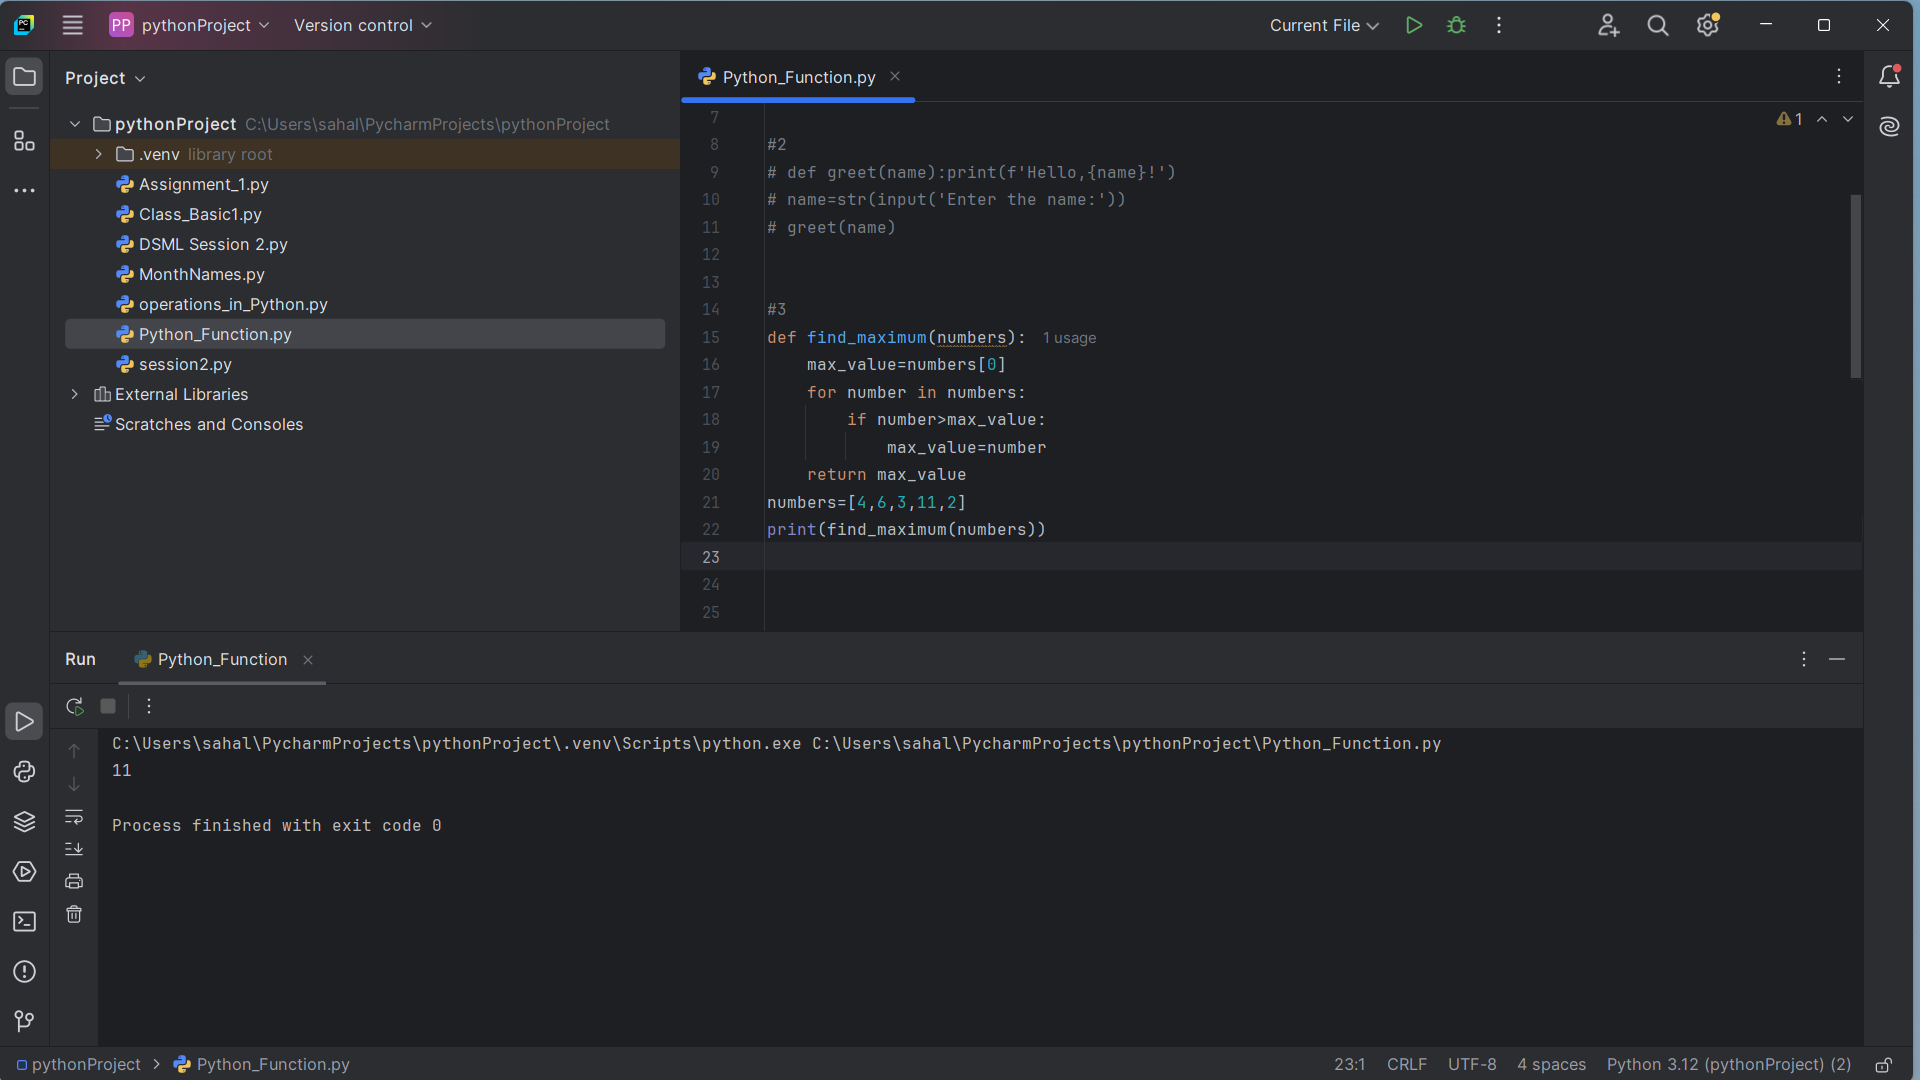 PP pythonProject Version control Current File
Project
pythonProject C:\Users\sahal\PycharmProjects\pythonProject
.venv library root
Assignment_1.py
Class_Basic1.py
DSML Session 2.py
MonthNames.py
operations_in_Python.py
Python_Function.py
session2.py
External Libraries
Scratches and Consoles
Python_Function.py
1
7
8 #2
9 # def greet(name):print(f'Hello,{name}!')
10 # name=str(input('Enter the name:'))
11 # greet(name)
12
13
14 #3
15 def find_maximum(numbers): 1 usage
16 max_value=numbers[0]
17 for number in numbers:
18 if number>max_value:
19 max_value=number
20 return max_value
21 numbers=[4,6,3,11,2]
22 print(find_maximum(numbers))
23
24
25
Run Python_Function
C:\Users\sahal\PycharmProjects\pythonProject\.venv\Scripts\python.exe C:\Users\sahal\PycharmProjects\pythonProject\Python_Function.py
11
Process finished with exit code 0
pythonProject > Python_Function.py 23:1 CRLF UTF-8 4 spaces Python 3.12 (pythonProject) (2)